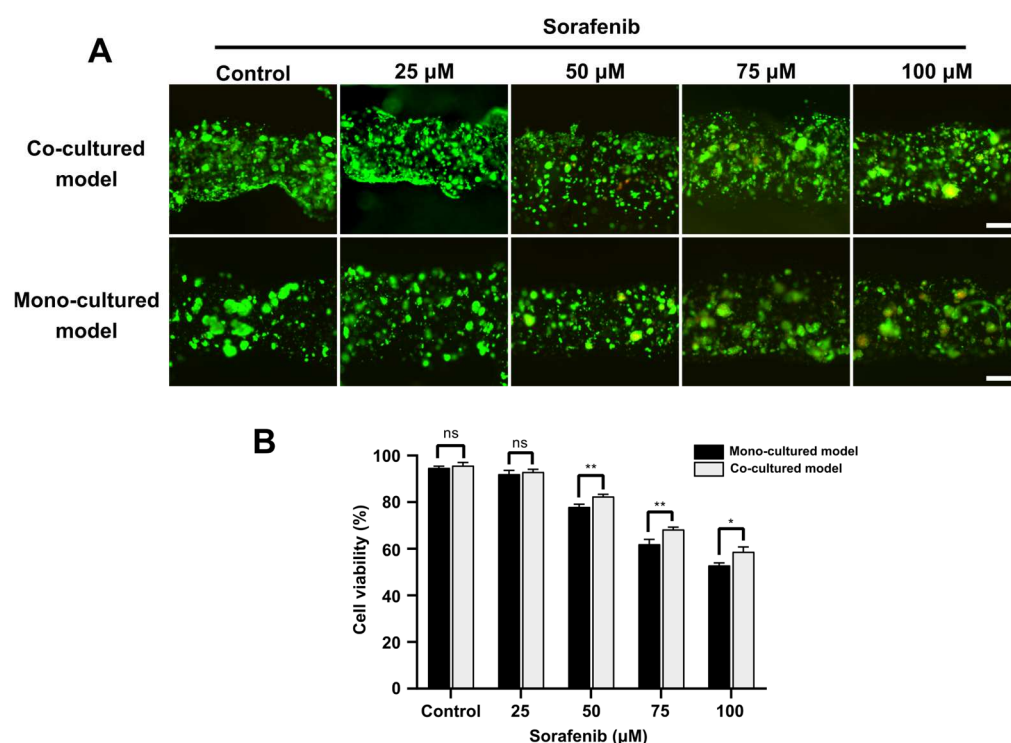 A
Sorafenib
Control
25 μM
50 μM
75 μM
100 μM
Co-cultured
model
Mono-cultured
model
B
ns
ns
**
**
*
Mono-cultured model
Co-cultured model
Cell viability (%)
100
80
60
40
20
0
Control
25
50
75
100
Sorafenib (μM)